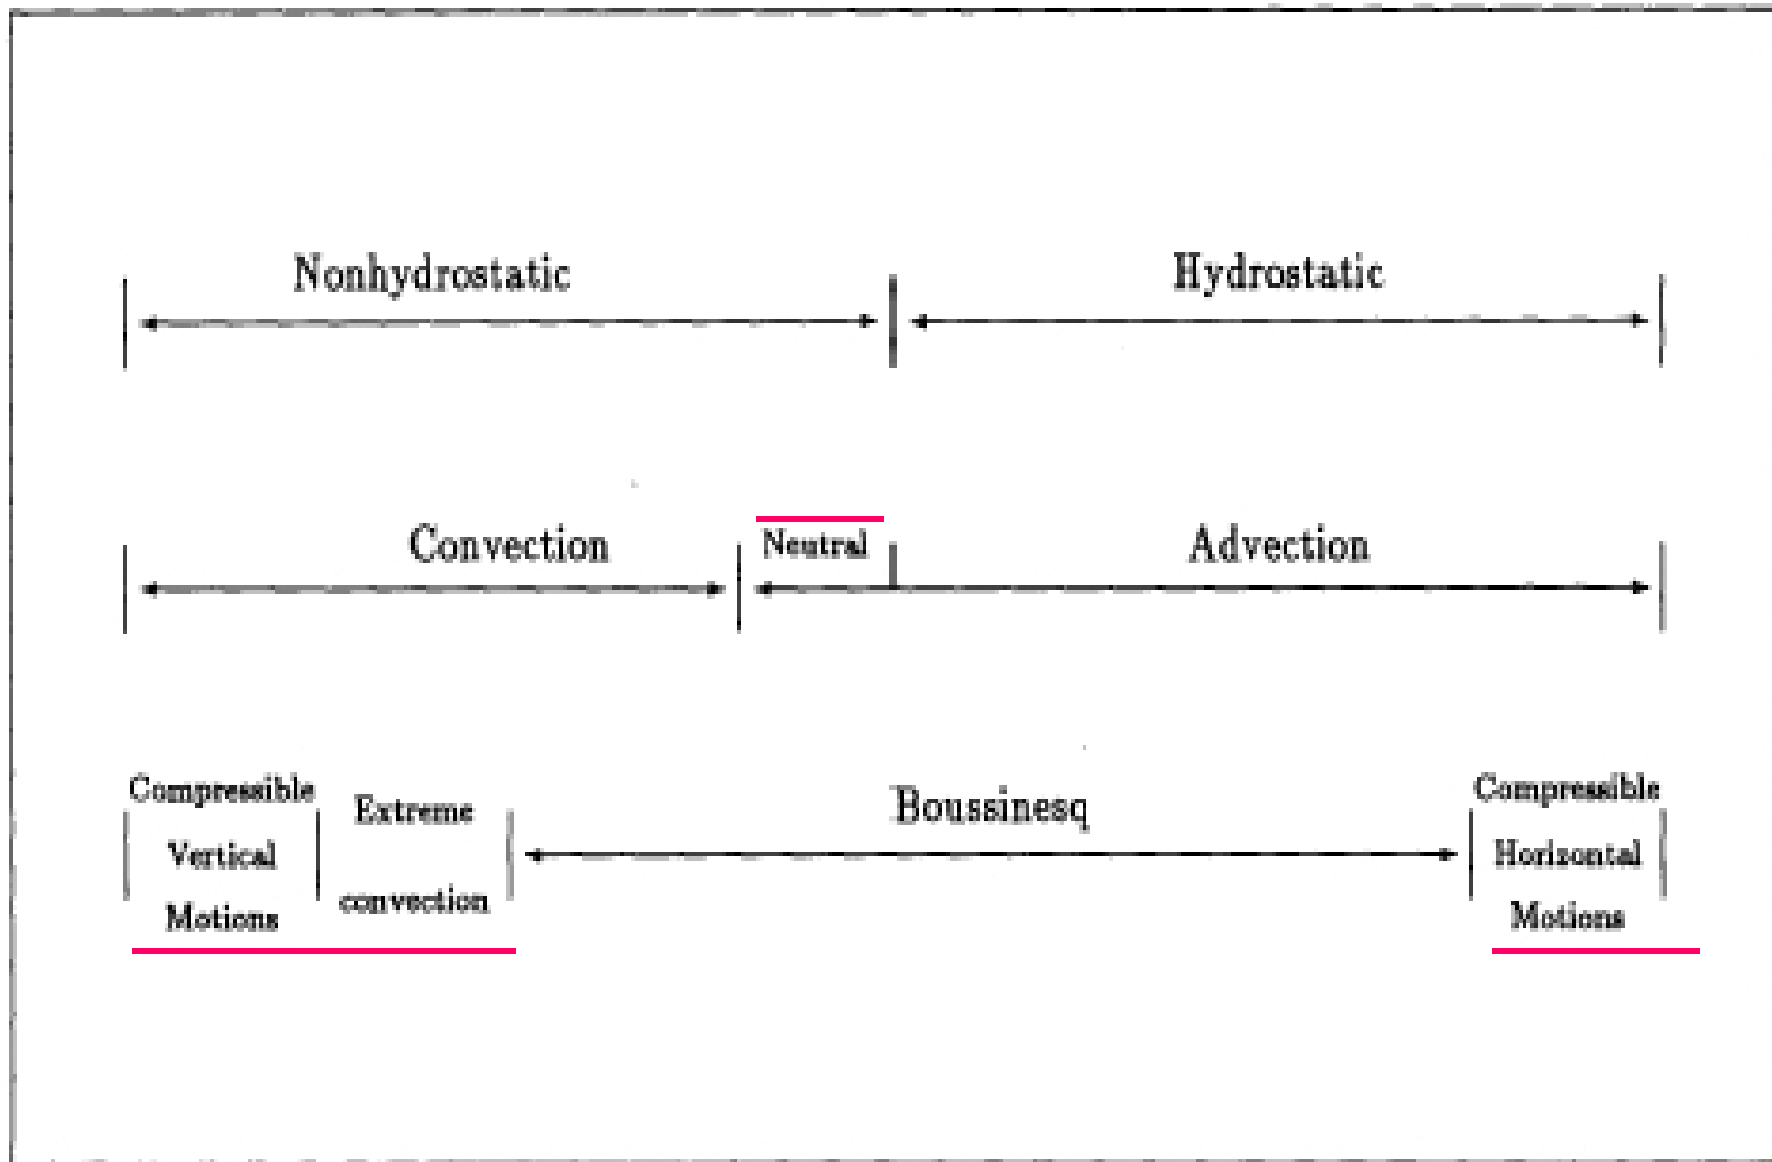 Nonhydrostatic Hydrostatic
Convection Neutral Advection
Compressible Extreme Boussinesq Compressible
Vertical Horizontal
Motions convection Motions